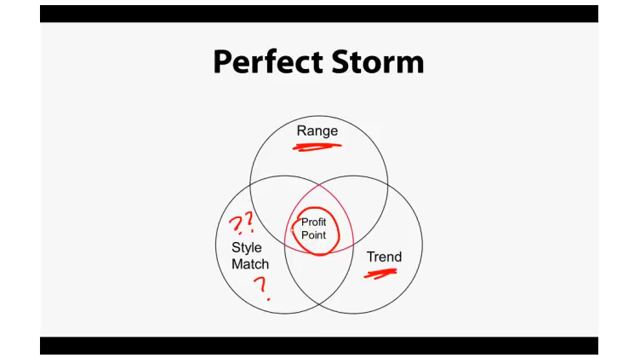 Perfect Storm
Range
??
Profit
Point
Style
Match
Trend
?